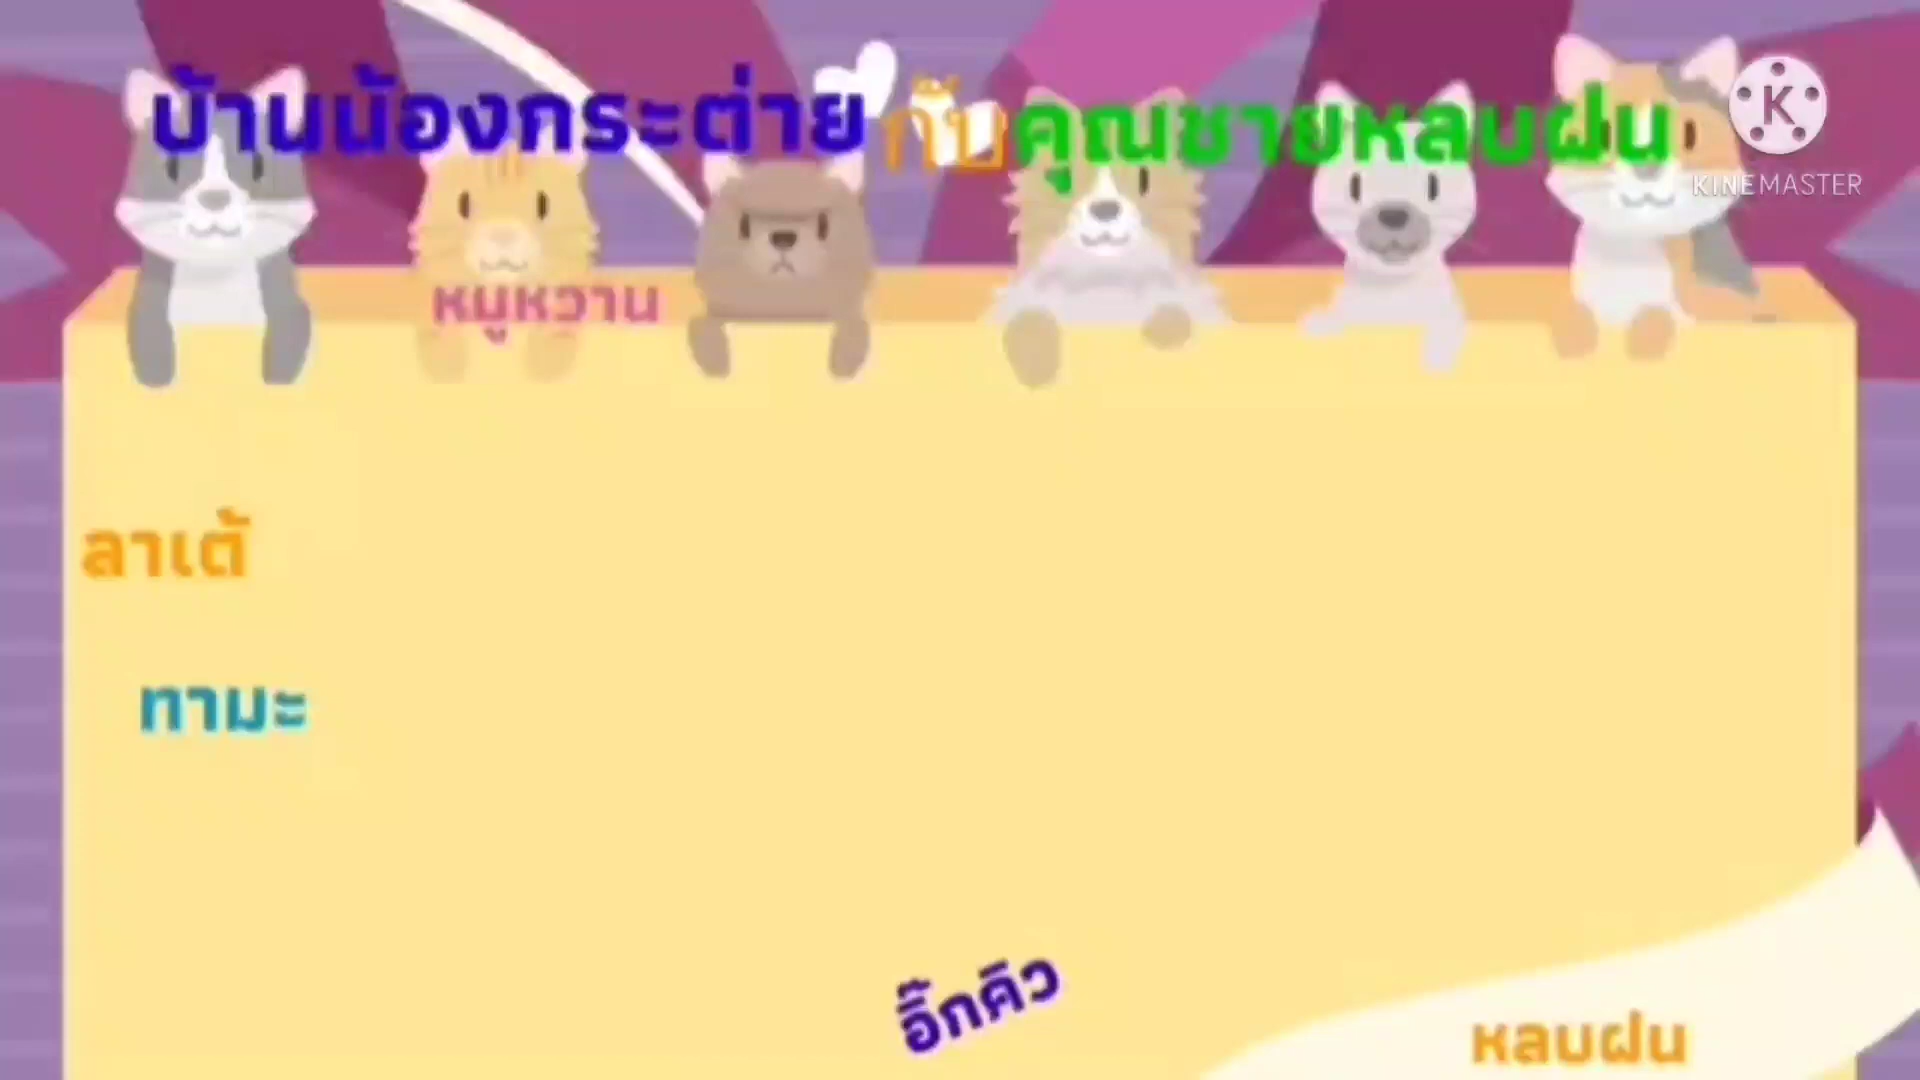 บ้านน้องกระต่าย กับ คุณชายหลบฝน
KINEMASTER
หมูหวาน
ลาเต้
ทามะ
อิ๊กคิว
หลบฝน